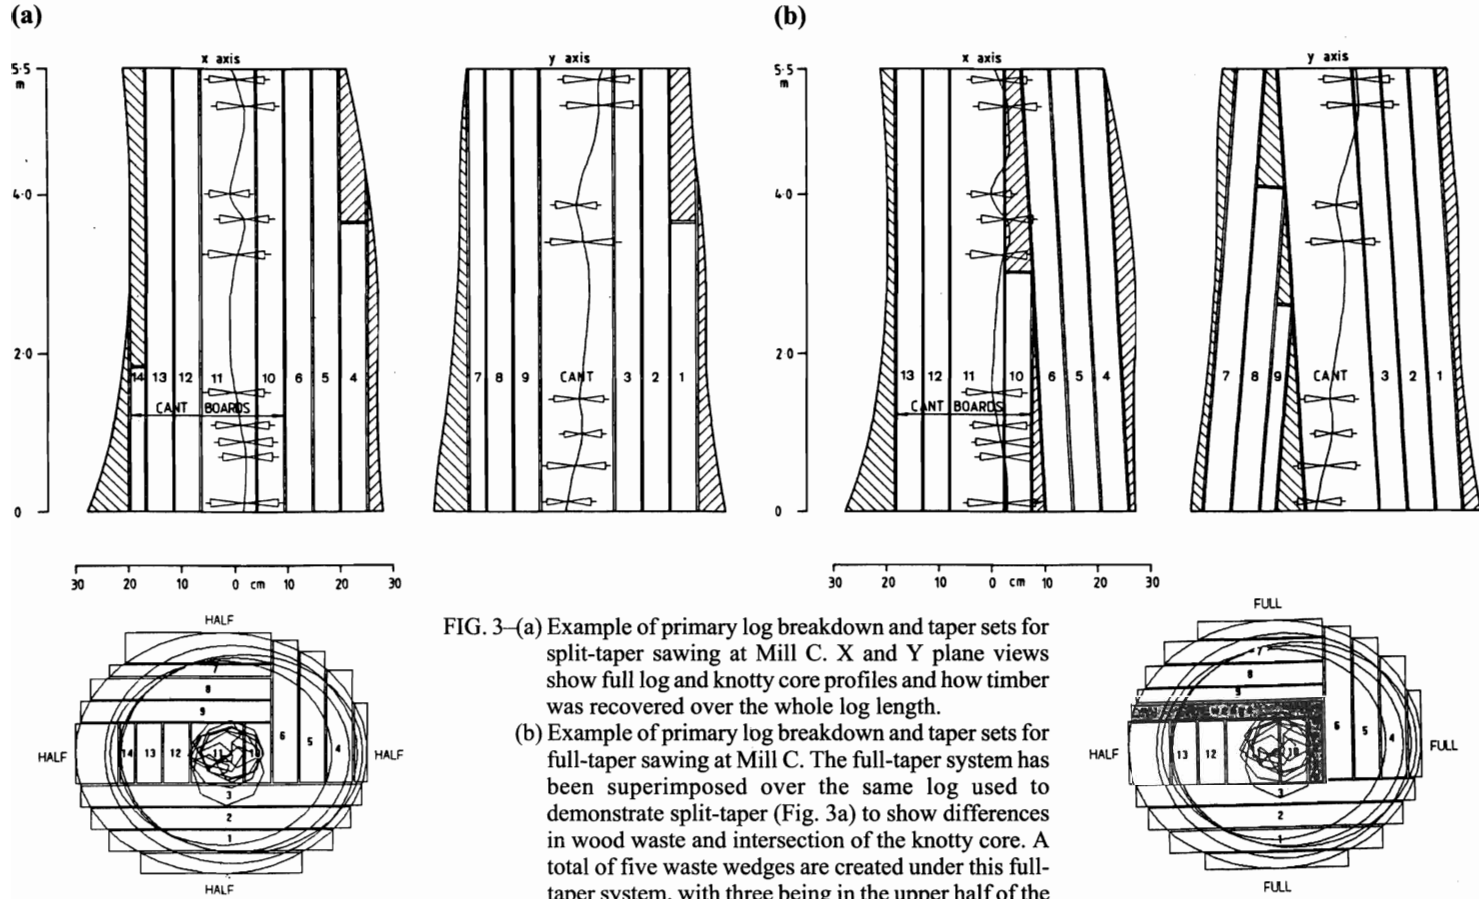 (a)
(b)
x axis
y axis
x axis
y axis
5·5
m
4·0
2·0
0
14 13 12 11 10 6 5 4
CANT BOARDS
7 8 9 CANT 3 2 1
5·5
m
4·0
2·0
0
13 12 11 10 6 5 4
CANT BOARDS
7 8 9 CANT 3 2 1
30 20 10 0 cm 10 20 30
30 20 10 0 cm 10 20 30
HALF
7
8
9
HALF
14 13 12 11 10 6 5 4
HALF
3
2
1
HALF
FIG. 3–(a) Example of primary log breakdown and taper sets for
split-taper sawing at Mill C. X and Y plane views
show full log and knotty core profiles and how timber
was recovered over the whole log length.
(b) Example of primary log breakdown and taper sets for
full-taper sawing at Mill C. The full-taper system has
been superimposed over the same log used to
demonstrate split-taper (Fig. 3a) to show differences
in wood waste and intersection of the knotty core. A
total of five waste wedges are created under this full-
taper system, with three being in the upper half of the
FULL
7
8
9
wedge
HALF
13 12 10 6 5 4
FULL
3
2
1
FULL